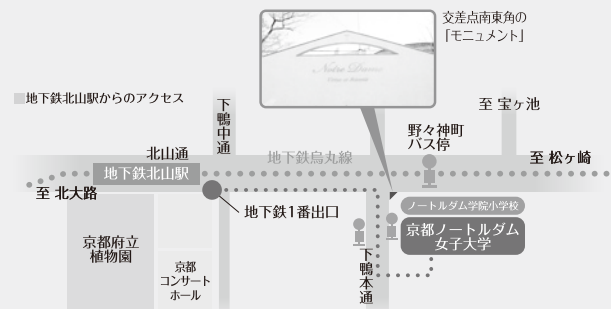 交差点南東角の
「モニュメント」
Notre Dame
地下鉄北山駅からのアクセス
下鴨中通
至 宝ヶ池
野々神町
バス停
北山通
地下鉄烏丸線
至 松ヶ崎
地下鉄北山駅
至 北大路
地下鉄1番出口
ノートルダム学院小学校
京都ノートルダム
女子大学
京都府立
植物園
京都
コンサート
ホール
下鴨本通